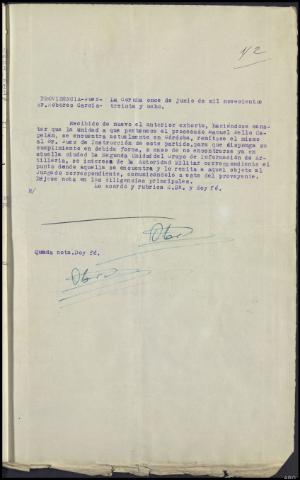 42
PROVIDENCIA-Juez- La Coruña once de junio de mil novecientos
Sr.Roberes García- treinta y ocho.
Recibido de nuevo el anterior exhorto, haciéndose cons-
tar que la Unidad a que pertenece el procesado Manuel Bello
se encuentra actualmente en Córdoba, remítase el mismo
al Sr. Juez de Instrucción de este partido, para que disponga su
cumplimiento en debida forma, o caso de no encontrarse ya en
aquella ciudad la Segunda Unidad del Grupo de Información de Ar-
tillería, se interese de la Autoridad Militar correspondiente el
punto donde aquella se encuentra y lo remita a aquel objeto al
Juzgado correspondiente, comunicándolo a este del proveyente.
Déjese nota en las diligencias principales.
Lo acordó y rubrica S.Sª. y doy fé.
Queda nota. Doy fé.